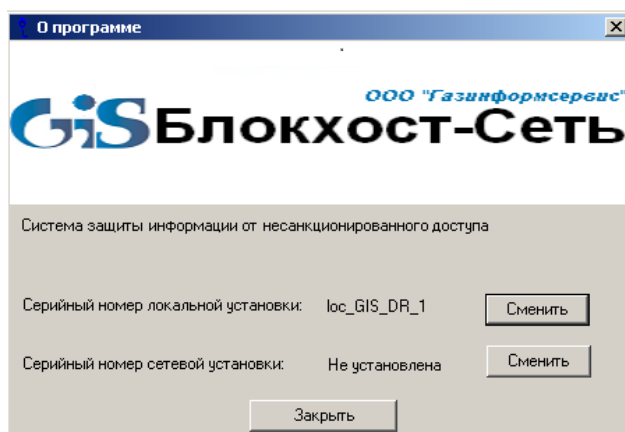 О программе
ООО "Газинформсервис"
GiS Блокхост-Сеть
Система защиты информации от несанкционированного доступа
Серийный номер локальной установки: loc_GIS_DR_1 Сменить
Серийный номер сетевой установки: Не установлена Сменить
Закрыть